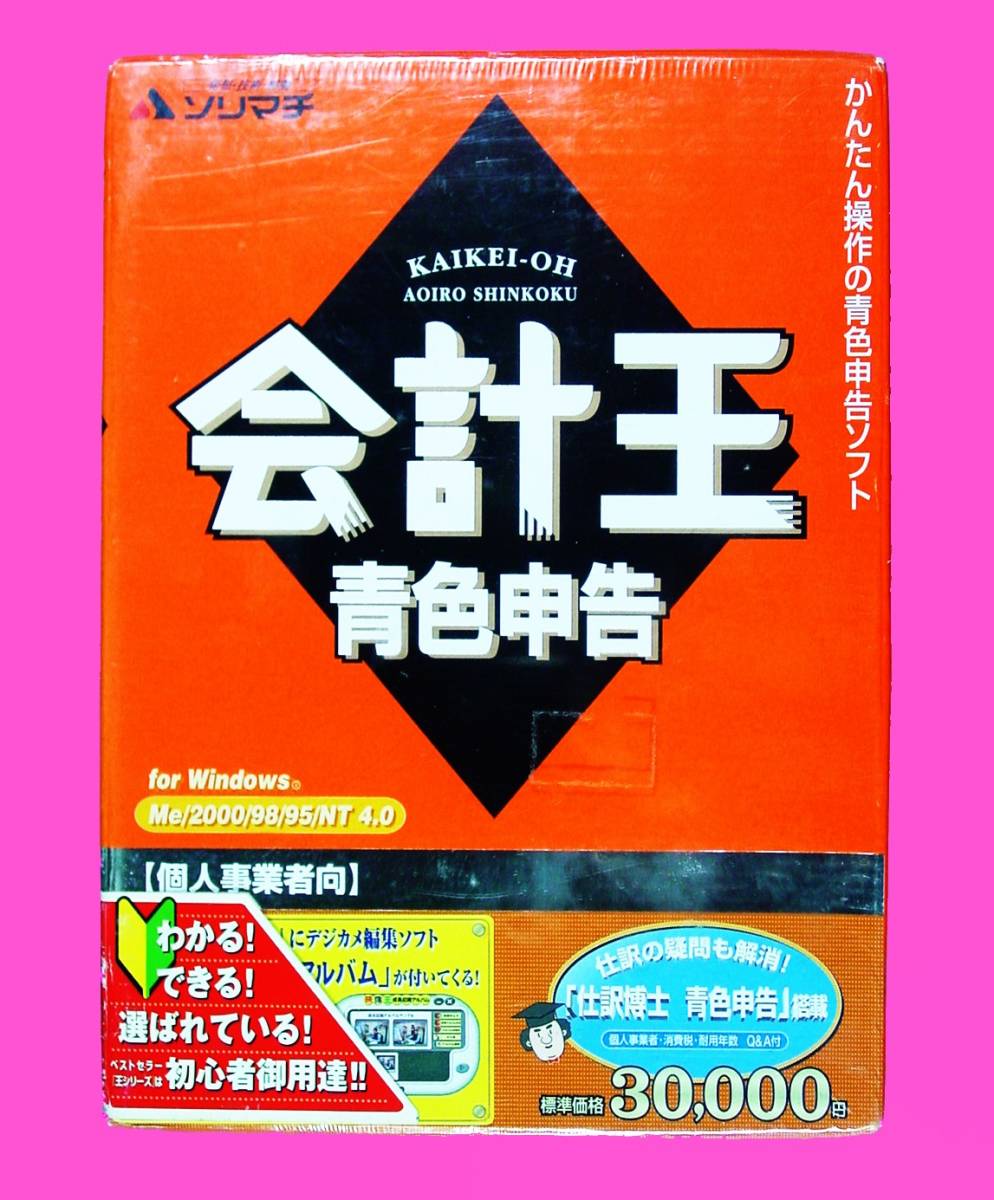 ソリマチ
かんたん操作の青色申告ソフト
KAIKEI-OH
AOIRO SHINKOKU
会計王
青色申告
for Windows
Me/2000/98/95/NT 4.0
【個人事業者向】
わかる!
できる!
選ばれている!
ベストセラー
「王シリーズ」は
初心者御用達!!
にデジカメ編集ソフト
アルバム」が付いてくる!
仕訳の疑問も解消!
「仕訳博士 青色申告」搭載
個人事業者・消費税・耐用年数 Q&A付
標準価格 30,000円